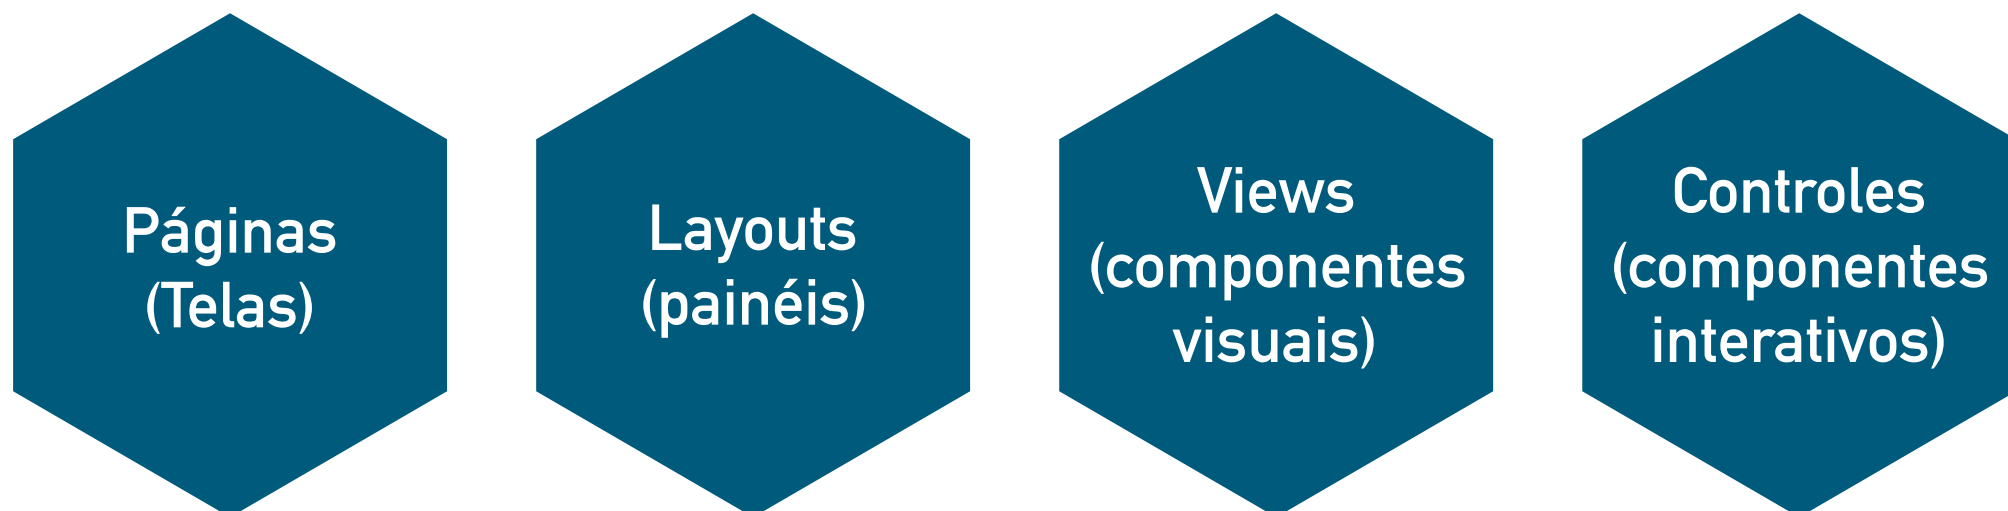 Páginas
(Telas)
Layouts
(painéis)
Views
(componentes
visuais)
Controles
(componentes
interativos)